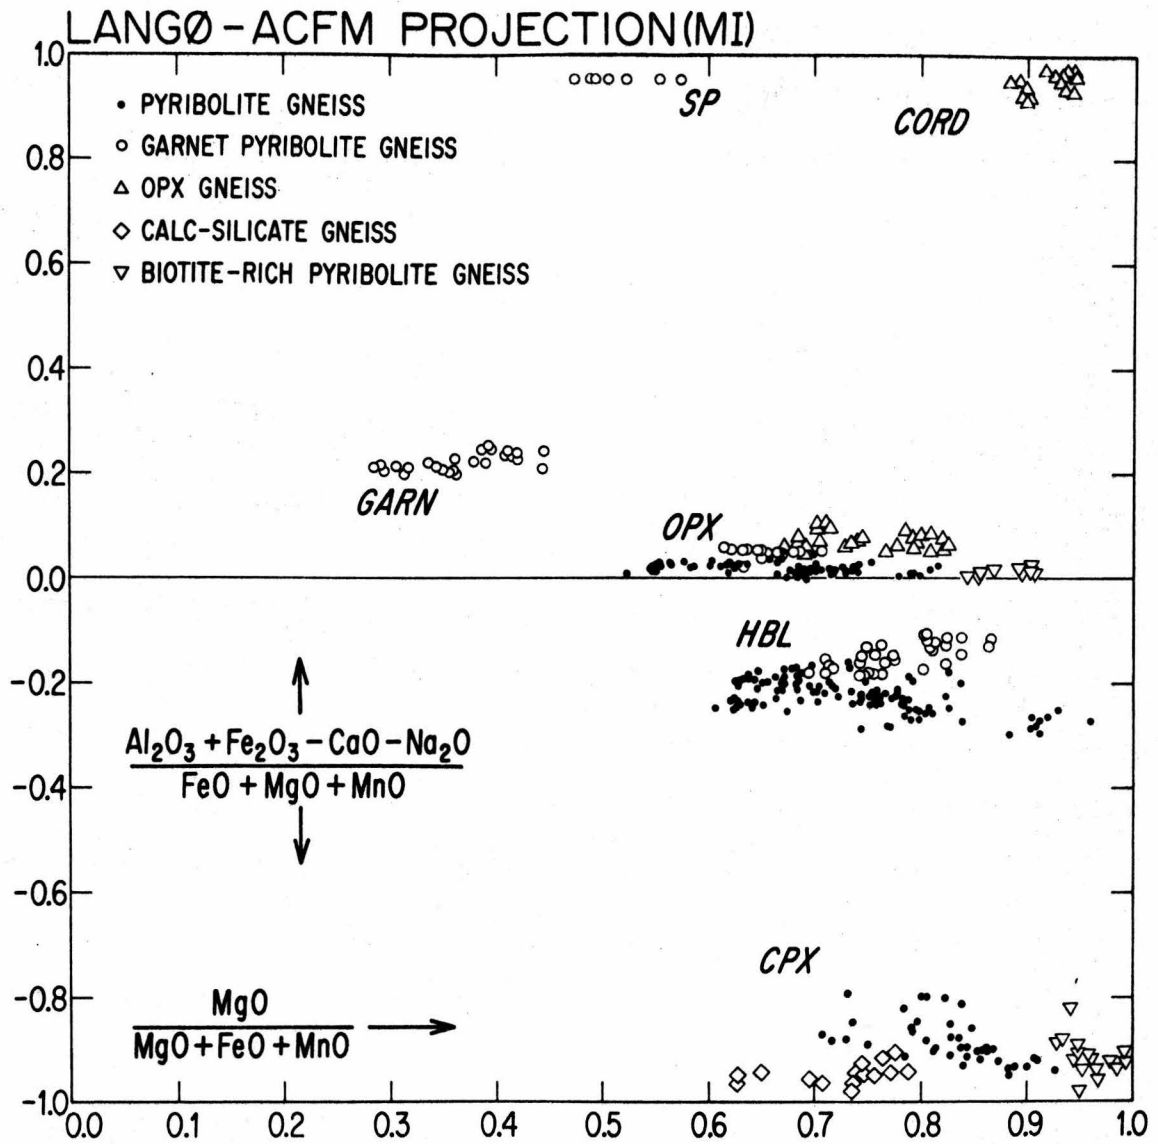 LANGØ-ACFM PROJECTION(MI)
1.0
SP
CORD
• PYRIBOLITE GNEISS
○ GARNET PYRIBOLITE GNEISS
△ OPX GNEISS
◇ CALC-SILICATE GNEISS
▽ BIOTITE-RICH PYRIBOLITE GNEISS
0.8
0.6
0.4
0.2
GARN
OPX
0.0
HBL
-0.2
Al₂O₃+Fe₂O₃-CaO-Na₂O
FeO+MgO+MnO
-0.4
-0.6
CPX
-0.8
MgO
MgO+FeO+MnO
-1.0
0.0 0.1 0.2 0.3 0.4 0.5 0.6 0.7 0.8 0.9 1.0